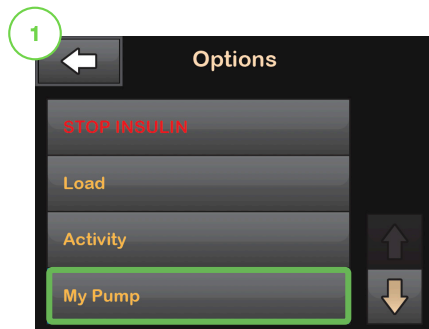 1
Options
STOP INSULIN
Load
Activity
My Pump